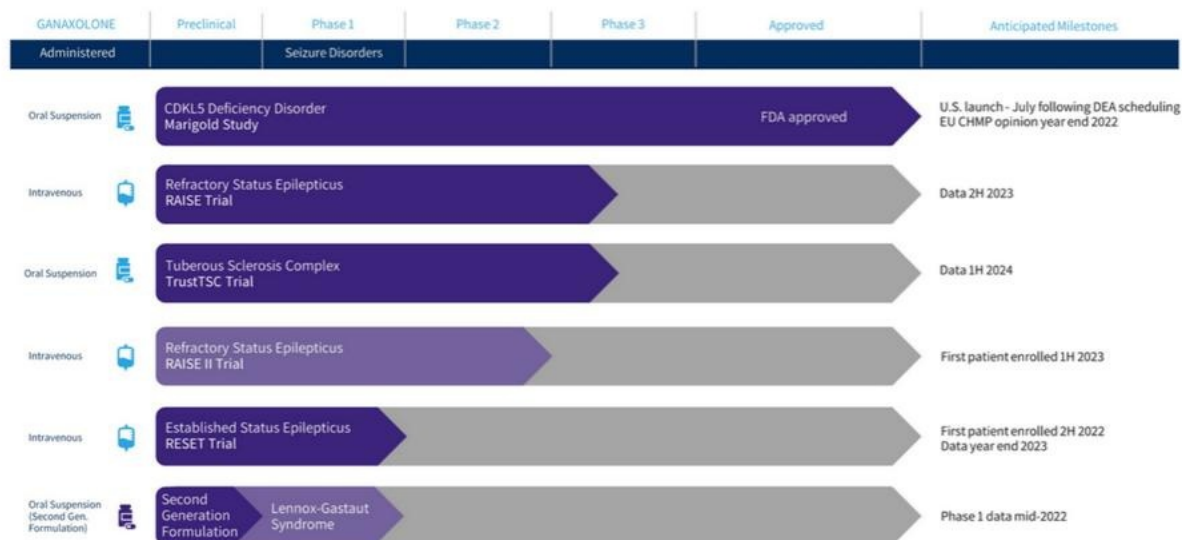 GANAXOLONE Preclinical Phase 1 Phase 2 Phase 3 Approved Anticipated Milestones
Administered Seizure Disorders
Oral Suspension
CDKL5 Deficiency Disorder
Marigold Study
FDA approved
U.S. launch - July following DEA scheduling
EU CHMP opinion year end 2022
Intravenous
Refractory Status Epilepticus
RAISE Trial
Data 2H 2023
Oral Suspension
Tuberous Sclerosis Complex
TrustTSC Trial
Data 1H 2024
Intravenous
Refractory Status Epilepticus
RAISE II Trial
First patient enrolled 1H 2023
Intravenous
Established Status Epilepticus
RESET Trial
First patient enrolled 2H 2022
Data year end 2023
Oral Suspension
(Second Gen.
Formulation)
Second
Generation
Formulation
Lennox-Gastaut
Syndrome
Phase 1 data mid-2022